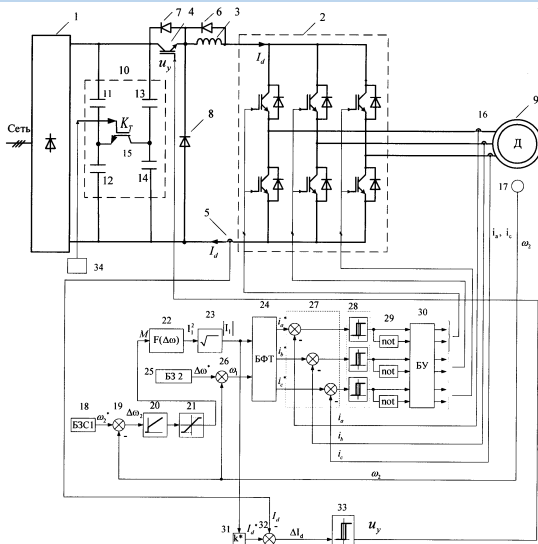 1
7 4 6 3
2
u_y
I_d
10
11
13
K_T
15
12
14
8
9
16
Д
Сеть
17
i_a, i_c
ω_2
5
I_d
34
22
23
24
27
28
29
30
M
F(Δω)
I_1^2
√
|I_1|
БФТ
i_a*
i_b*
i_c*
-
-
-
not
not
not
БУ
25
БЗ 2
Δω*
26
ω_1
18
19
20
21
БЗС1
ω_2*
-
Δω_2
i_a
i_b
i_c
ω_2
31
к*
I_d*
32
I_d
-
ΔI_d
33
u_y